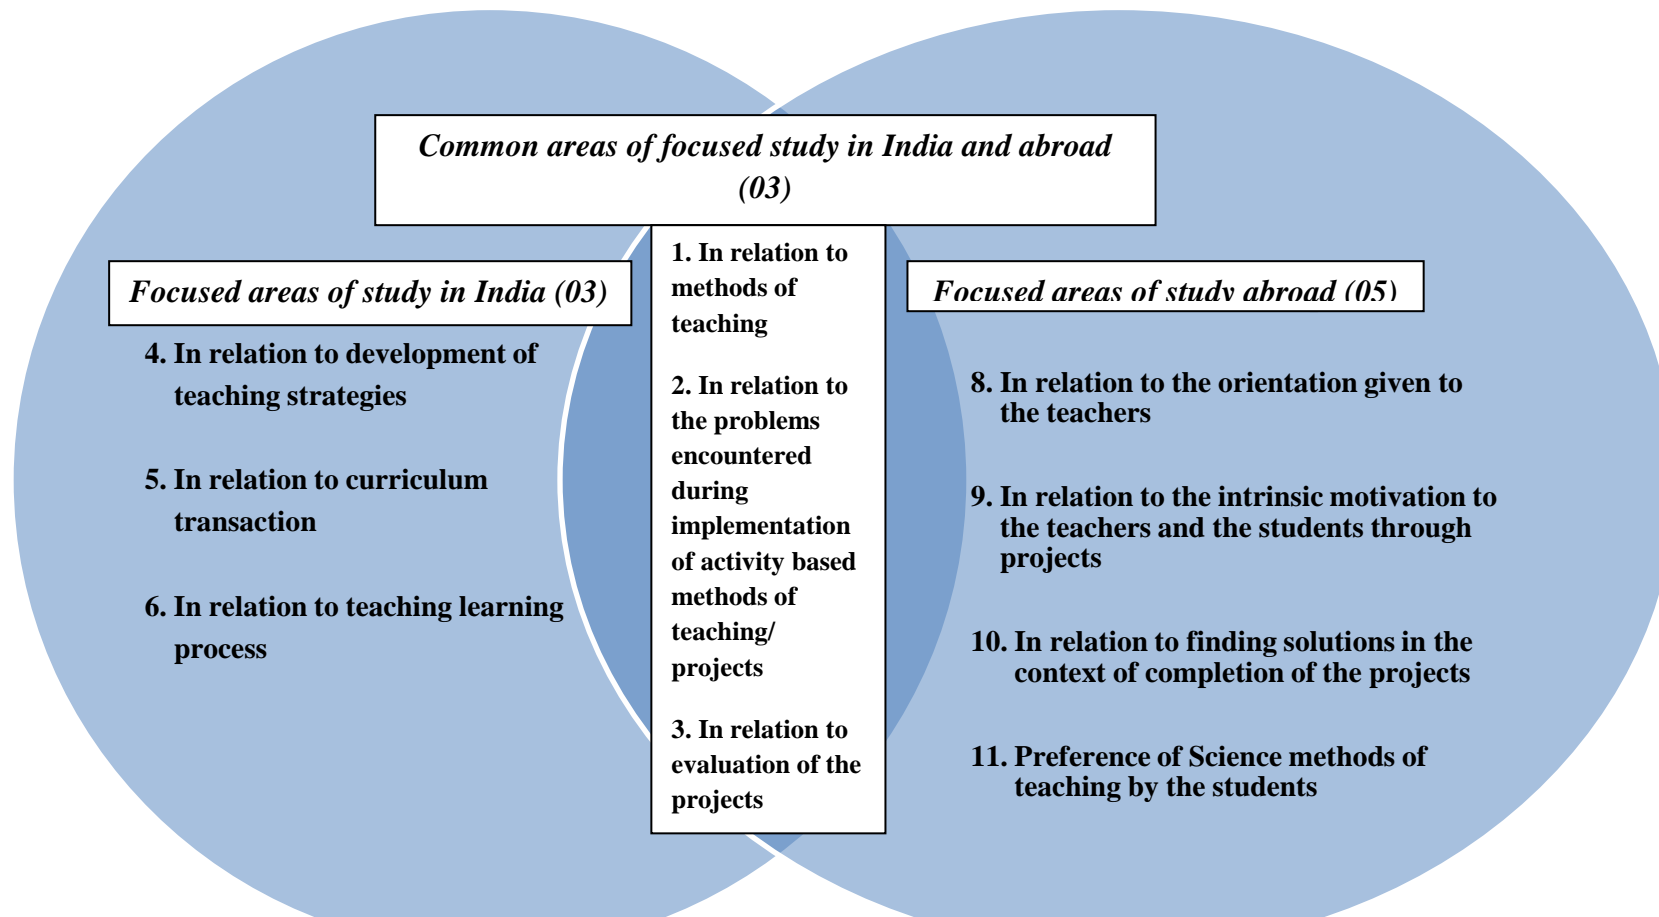 Common areas of focused study in India and abroad
(03)
Focused areas of study in India (03)
4. In relation to development of
teaching strategies
5. In relation to curriculum
transaction
6. In relation to teaching learning
process
1. In relation to
methods of
teaching
2. In relation to
the problems
encountered
during
implementation
of activity based
methods of
teaching/
projects
3. In relation to
evaluation of the
projects
Focused areas of study abroad (05)
8. In relation to the orientation given to
the teachers
9. In relation to the intrinsic motivation to
the teachers and the students through
projects
10. In relation to finding solutions in the
context of completion of the projects
11. Preference of Science methods of
teaching by the students